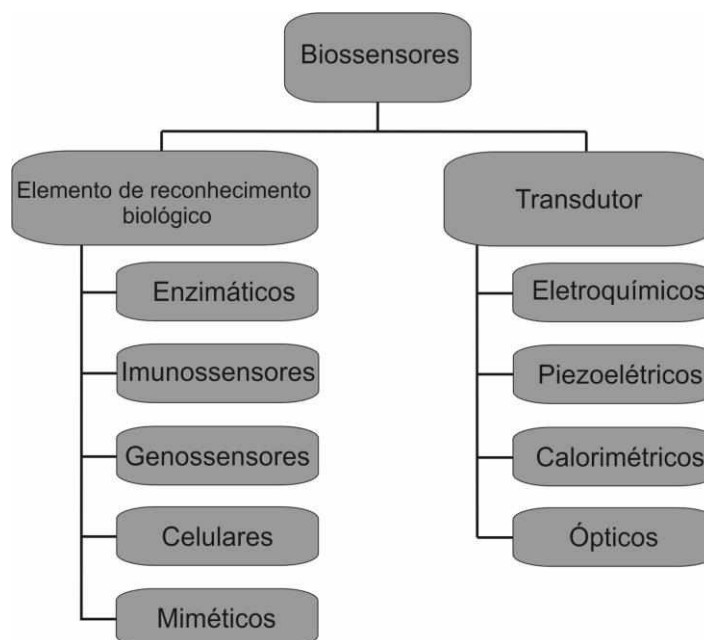 Biossensores
Elemento de reconhecimento
biológico
Enzimáticos
Imunossensores
Genossensores
Celulares
Miméticos
Transdutor
Eletroquímicos
Piezoelétricos
Calorimétricos
Ópticos